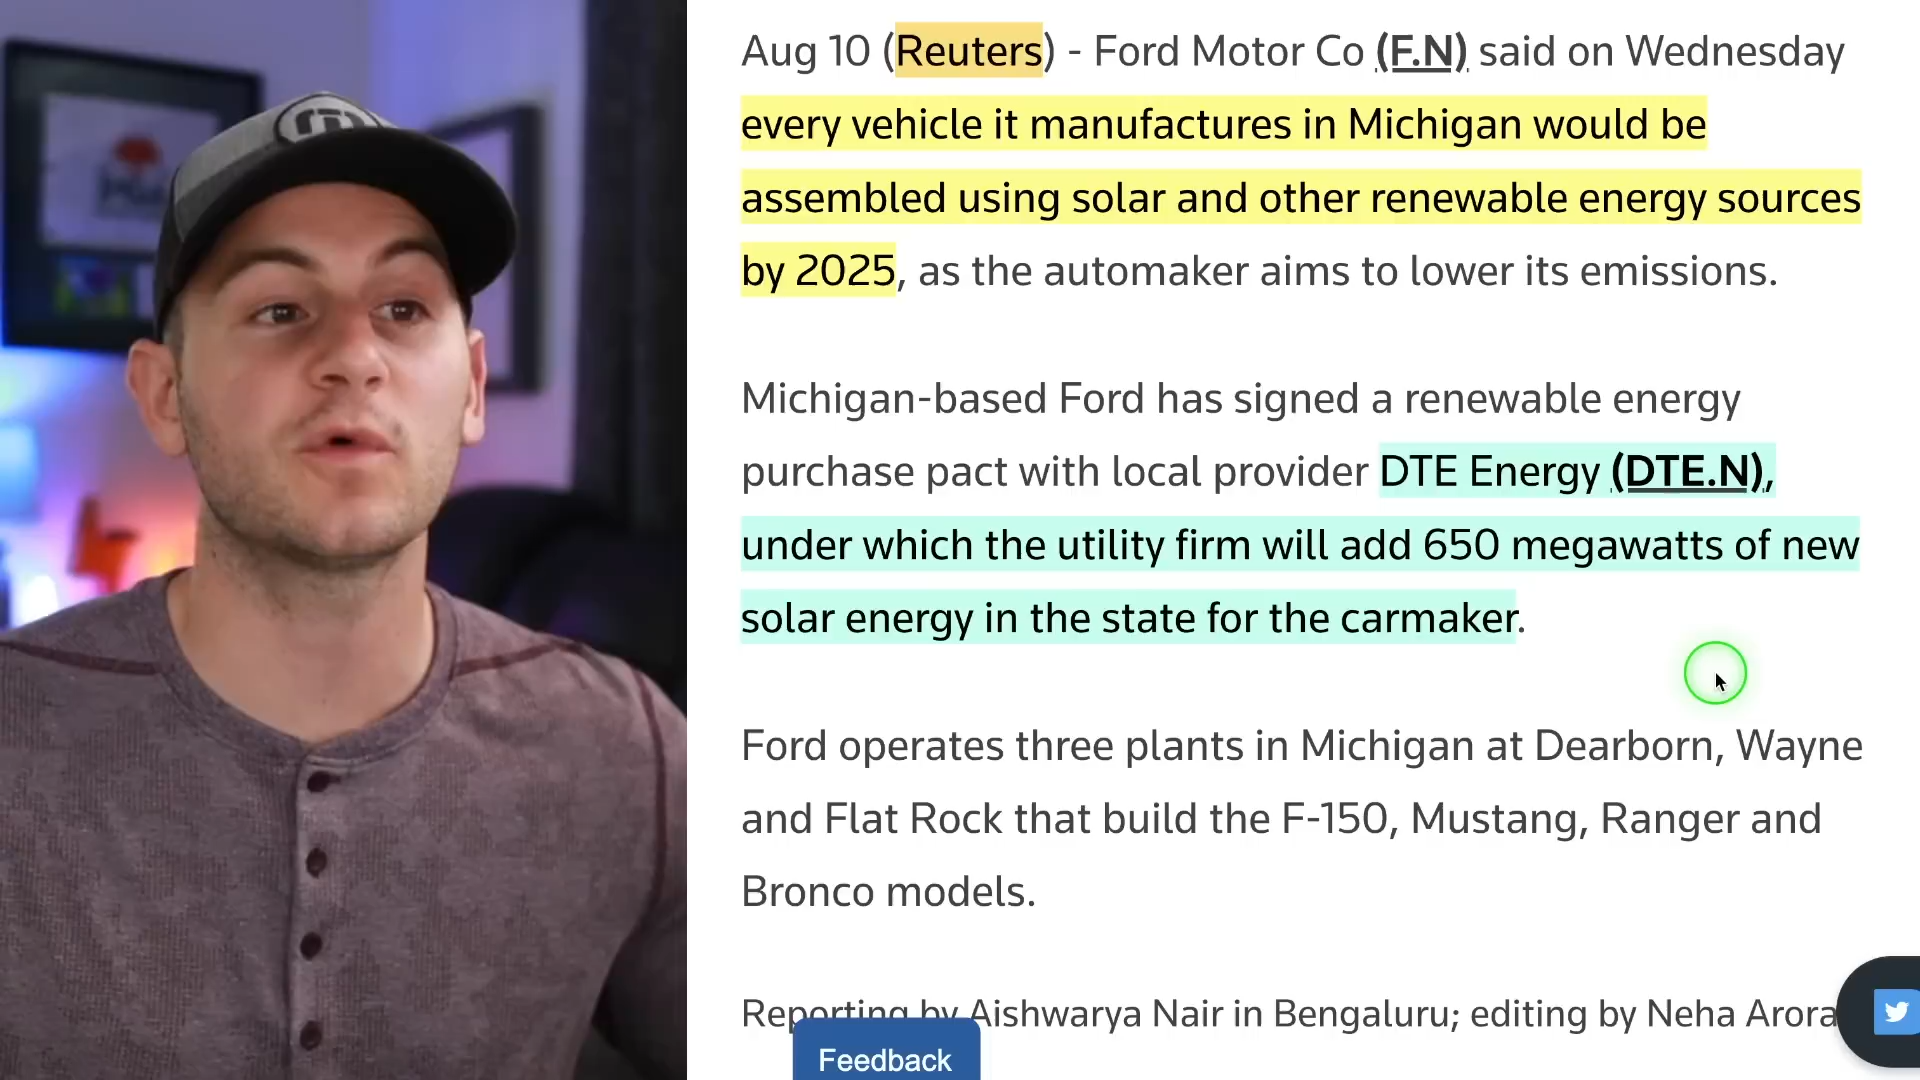 Aug 10 (Reuters) - Ford Motor Co (F.N) said on Wednesday
every vehicle it manufactures in Michigan would be
assembled using solar and other renewable energy sources
by 2025, as the automaker aims to lower its emissions.
Michigan-based Ford has signed a renewable energy
purchase pact with local provider DTE Energy (DTE.N),
under which the utility firm will add 650 megawatts of new
solar energy in the state for the carmaker.
Ford operates three plants in Michigan at Dearborn, Wayne
and Flat Rock that build the F-150, Mustang, Ranger and
Bronco models.
Reporting by Aishwarya Nair in Bengaluru; editing by Neha Arora
Feedback